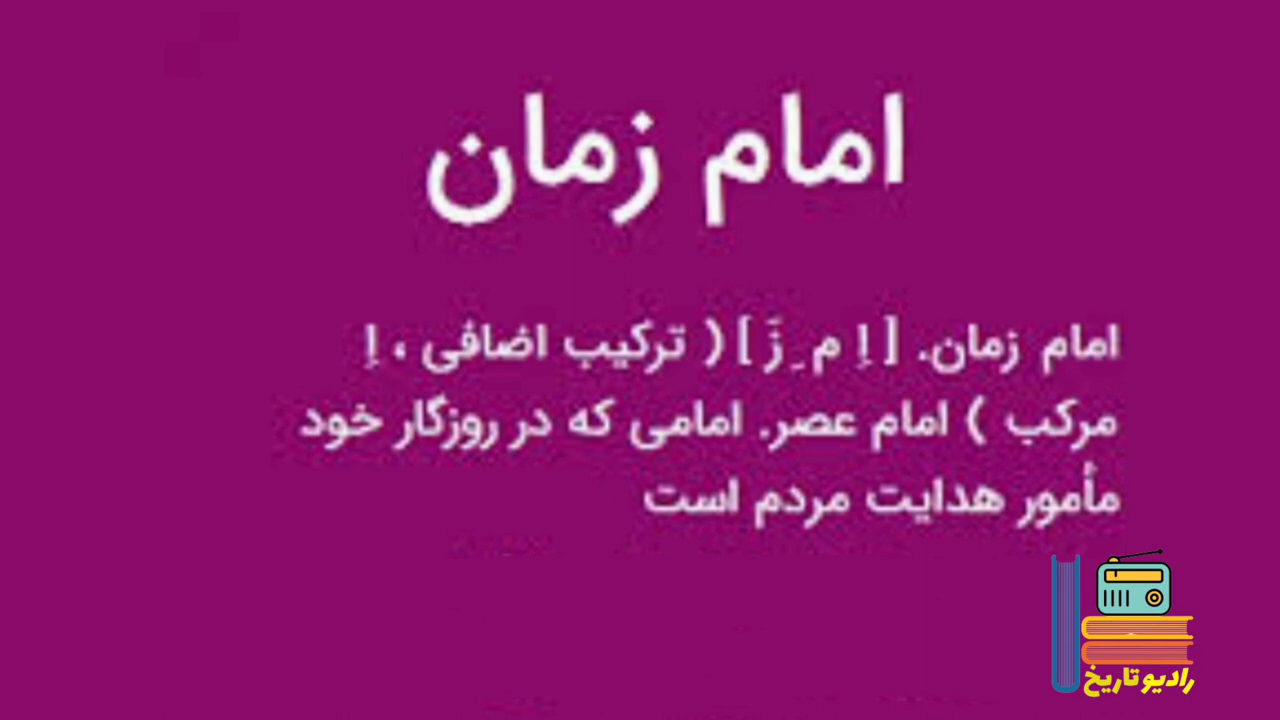 امام زمان
امام زمان. [ اِ م ِ زَ ] ( ترکیب اضافی ، اِ
مرکب ) امام عصر. امامی که در روزگار خود
مأمور هدایت مردم است
رادیو تاریخ